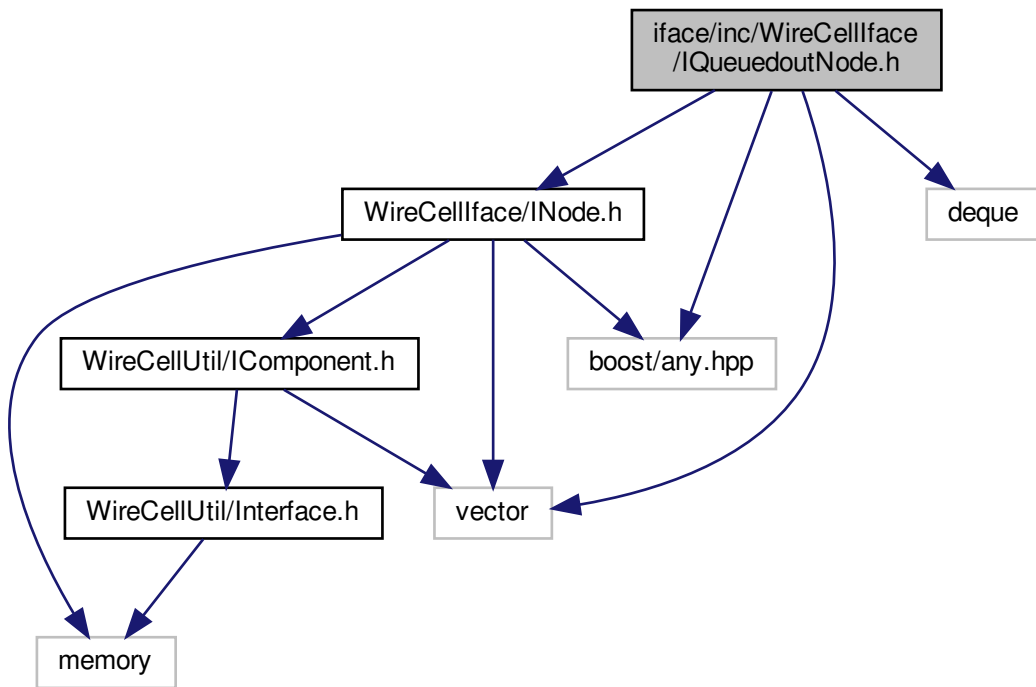 iface/inc/WireCellIface
/IQueuedoutNode.h
WireCellIface/INode.h
deque
WireCellUtil/IComponent.h
boost/any.hpp
WireCellUtil/Interface.h
vector
memory